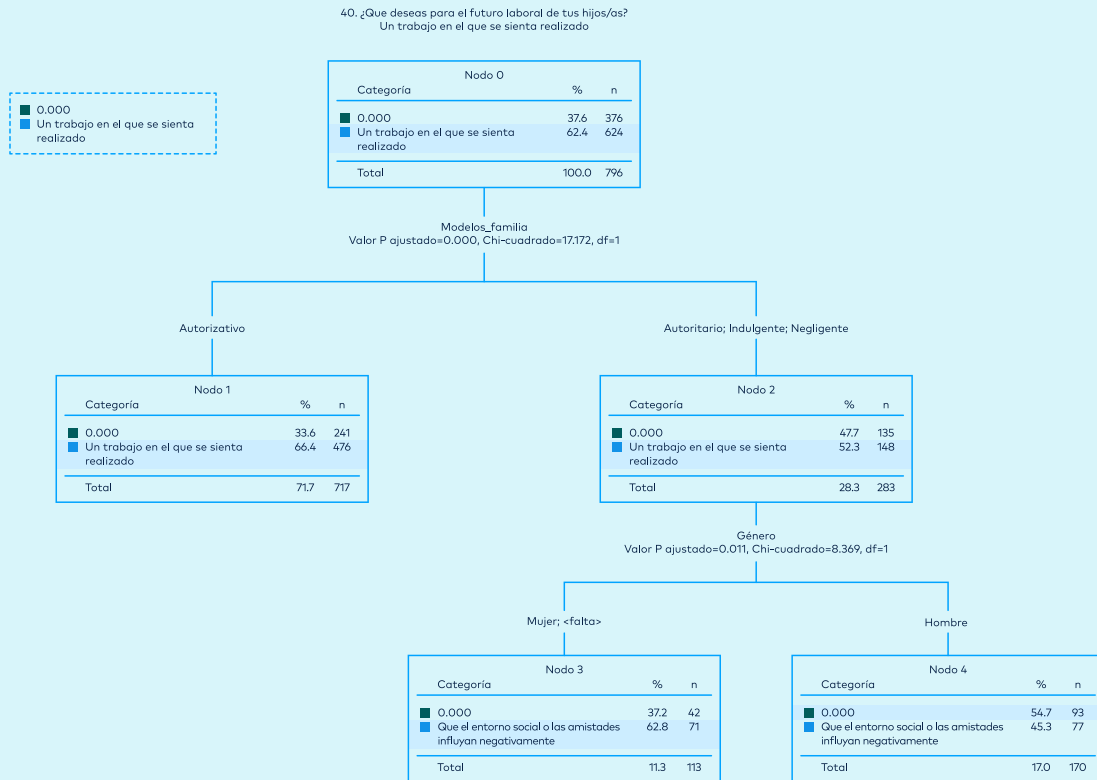 40. ¿Que deseas para el futuro laboral de tus hijos/as?
Un trabajo en el que se sienta realizado
0.000
Un trabajo en el que se sienta
realizado
Nodo 0
Categoría % n
0.000 37.6 376
Un trabajo en el que se sienta 62.4 624
realizado
Total 100.0 796
Modelos_familia
Valor P ajustado=0.000, Chi-cuadrado=17.172, df=1
Autorizativo
Autoritario; Indulgente; Negligente
Nodo 1
Categoría % n
0.000 33.6 241
Un trabajo en el que se sienta 66.4 476
realizado
Total 71.7 717
Nodo 2
Categoría % n
0.000 47.7 135
Un trabajo en el que se sienta 52.3 148
realizado
Total 28.3 283
Género
Valor P ajustado=0.011, Chi-cuadrado=8.369, df=1
Mujer; <falta>
Hombre
Nodo 3
Categoría % n
0.000 37.2 42
Que el entorno social o las amistades 62.8 71
influyan negativamente
Total 11.3 113
Nodo 4
Categoría % n
0.000 54.7 93
Que el entorno social o las amistades 45.3 77
influyan negativamente
Total 17.0 170